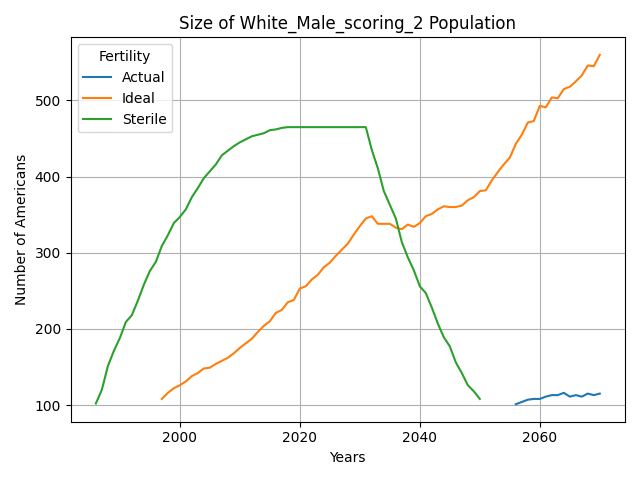 Size of White_Male_scoring_2 Population
Fertility
Actual
Ideal
Sterile
Number of Americans
500
400
300
200
100
2000
2020
2040
2060
Years